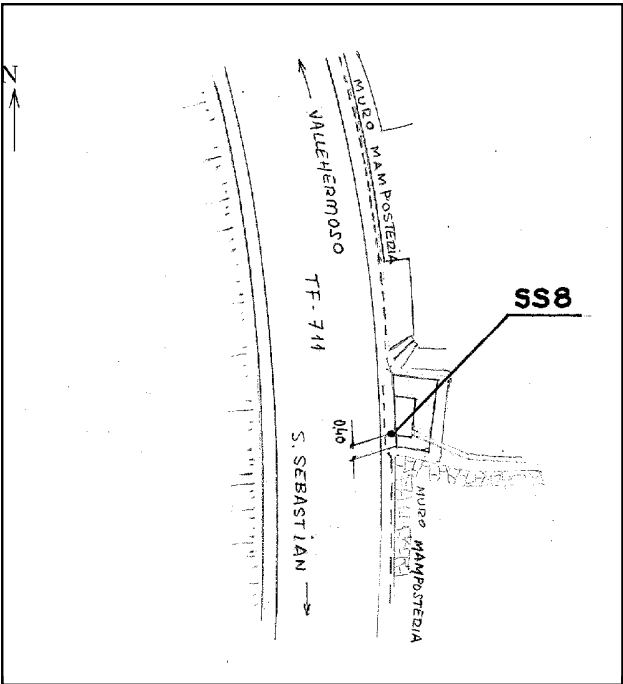 N
MURO MAMPOSTERIA
VALLEHERMOSO
TF-711
SS8
0,40
S. SEBASTIAN
MURO MAMPOSTERIA